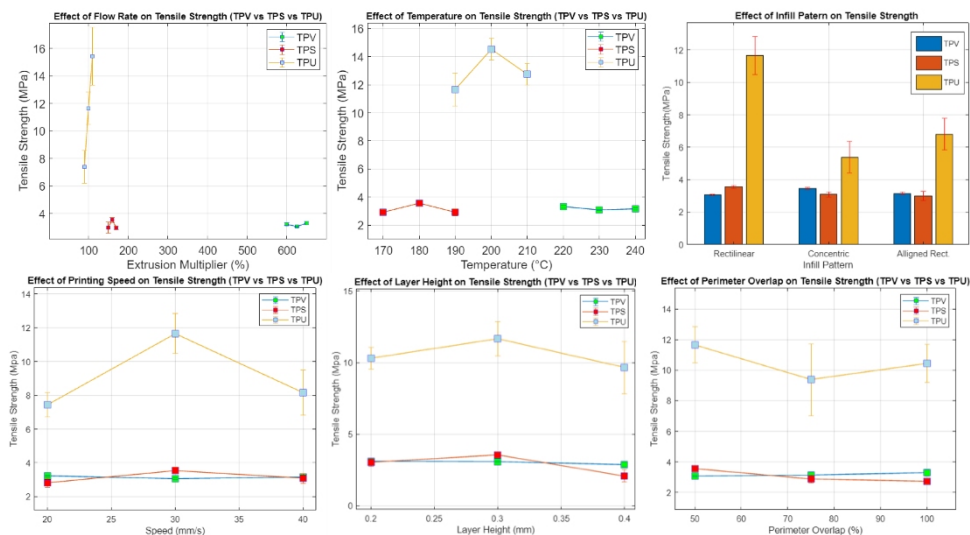 Effect of Flow Rate on Tensile Strength (TPV vs TPS vs TPU)
TPV
TPS
TPU
Tensile Strength (MPa)
16
14
12
10
8
6
4
100 200 300 400 500 600
Extrusion Multiplier (%)
Effect of Temperature on Tensile Strength (TPV vs TPS vs TPU)
TPV
TPS
TPU
Tensile Strength (MPa)
16
14
12
10
8
6
4
2
170 180 190 200 210 220 230 240
Temperature (°C)
Effect of Infill Patern on Tensile Strength
TPV
TPS
TPU
Tensile Strength(MPa)
12
10
8
6
4
2
0
Rectilinear Concentric Alligned Rect.
Infill Pattern
Effect of Printing Speed on Tensile Strength (TPV vs TPS vs TPU)
TPV
TPS
TPU
Tensile Strength (Mpa)
14
12
10
8
6
4
2
20 25 30 35 40
Speed (mm/s)
Effect of Layer Height on Tensile Strength (TPV vs TPS vs TPU)
TPV
TPS
TPU
Tensile Strength (Mpa)
15
10
5
0
0.2 0.3 0.4
Layer Height (mm)
Effect of Perimeter Overlap on Tensile Strength (TPV vs TPS vs TPU)
TPV
TPS
TPU
Tensile Strength (Mpa)
14
12
10
8
6
4
2
50 60 70 80 90 100
Perimeter Overlap (%)